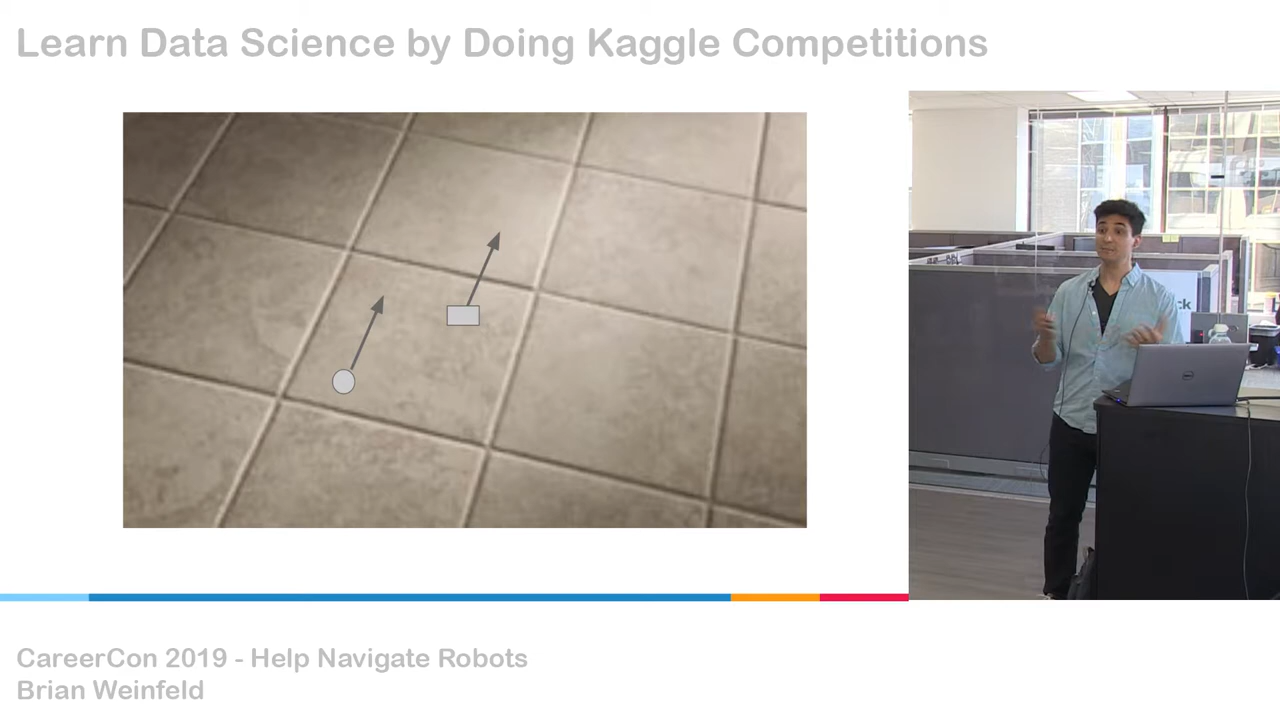 Learn Data Science by Doing Kaggle Competitions
CareerCon 2019 - Help Navigate Robots
Brian Weinfeld